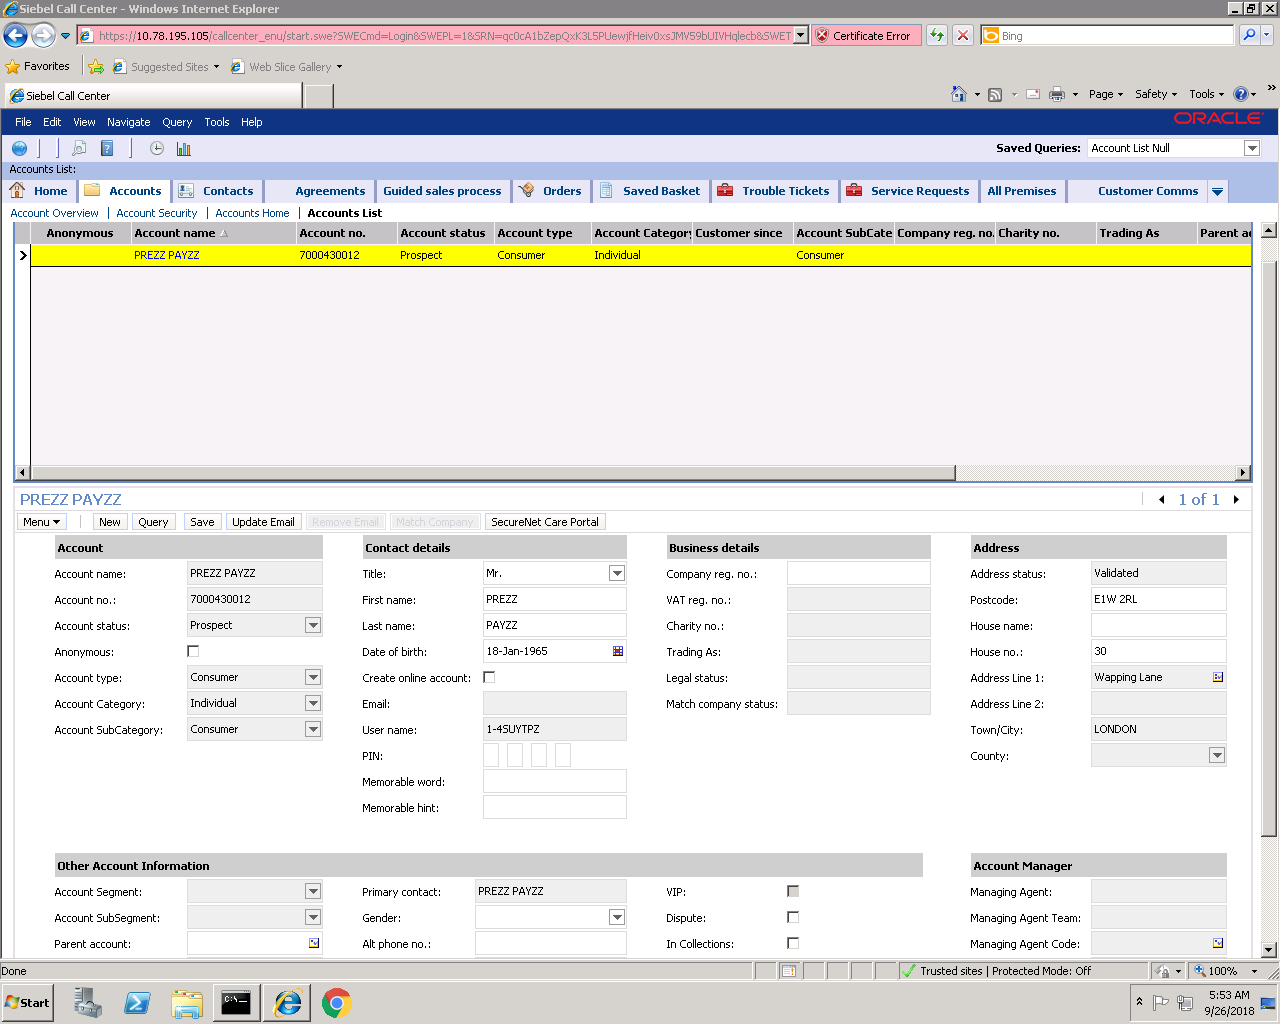 Siebel Call Center - Windows Internet Explorer
https://10.78.195.105/callcenter_enu/start.swe?SWECmd=Login&SWEPL=1&SRN= Certificate Error Bing
Favorites Suggested Sites Web Slice Gallery
Siebel Call Center Page Safety Tools
File Edit View Navigate Query Tools Help ORACLE
Saved Queries: Account List Null
Accounts List:
Home Accounts Contacts Agreements Guided sales process Orders Saved Basket Trouble Tickets Service Requests All Premises Customer Comms
Account Overview | Account Security | Accounts Home | Accounts List
Anonymous Account name Account no. Account status Account type Account Category Customer since Account SubCate Company reg. no. Charity no. Trading As Parent ac
PREZZ PAYZZ 7000430012 Prospect Consumer Individual Consumer
PREZZ PAYZZ 1 of 1
Menu New Query Save Update Email Remove Email Match Company SecureNet Care Portal
Account Contact details Business details Address
Account name: PREZZ PAYZZ Title: Mr. Company reg. no.: Address status: Validated
Account no.: 7000430012 First name: PREZZ VAT reg. no.: Postcode: E1W 2RL
Account status: Prospect Last name: PAYZZ Charity no.: House name:
Anonymous: Date of birth: 18-Jan-1965 Trading As: House no.: 30
Account type: Consumer Create online account: Legal status: Address Line 1: Wapping Lane
Account Category: Individual Email: Match company status: Address Line 2:
Account SubCategory: Consumer User name: 1-4SUYTPZ Town/City: LONDON
PIN: County:
Memorable word:
Memorable hint:
Other Account Information Account Manager
Account Segment: Primary contact: PREZZ PAYZZ VIP: Managing Agent:
Account SubSegment: Gender: Dispute: Managing Agent Team:
Parent account: Alt phone no.: In Collections: Managing Agent Code:
Done Trusted sites | Protected Mode: Off 100%
Start 5:53 AM
9/26/2018